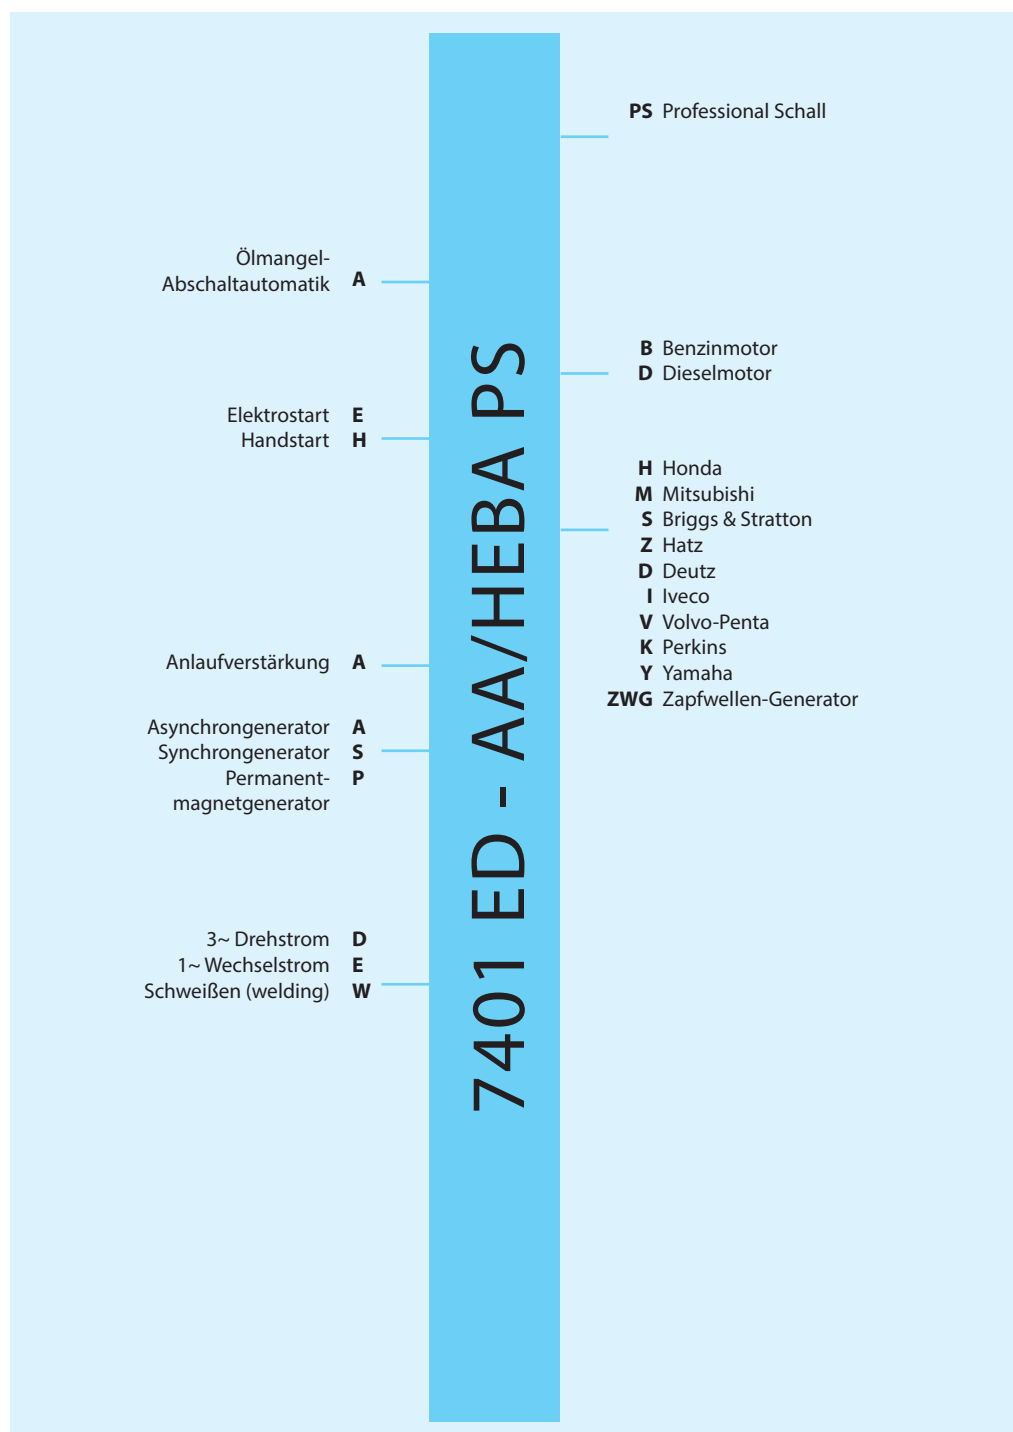 PS Professional Schall
Ölmangel-
Abschaltautomatik A
B Benzinmotor
D Dieselmotor
Elektrostart E
Handstart H
H Honda
M Mitsubishi
S Briggs & Stratton
Z Hatz
D Deutz
I Iveco
V Volvo-Penta
K Perkins
Y Yamaha
ZWG Zapfwellen-Generator
Anlaufverstärkung A
Asynchrongenerator A
Synchrongenerator S
Permanent- P
magnetgenerator
3~ Drehstrom D
1~ Wechselstrom E
Schweißen (welding) W
7401 ED - AA/HEBA PS